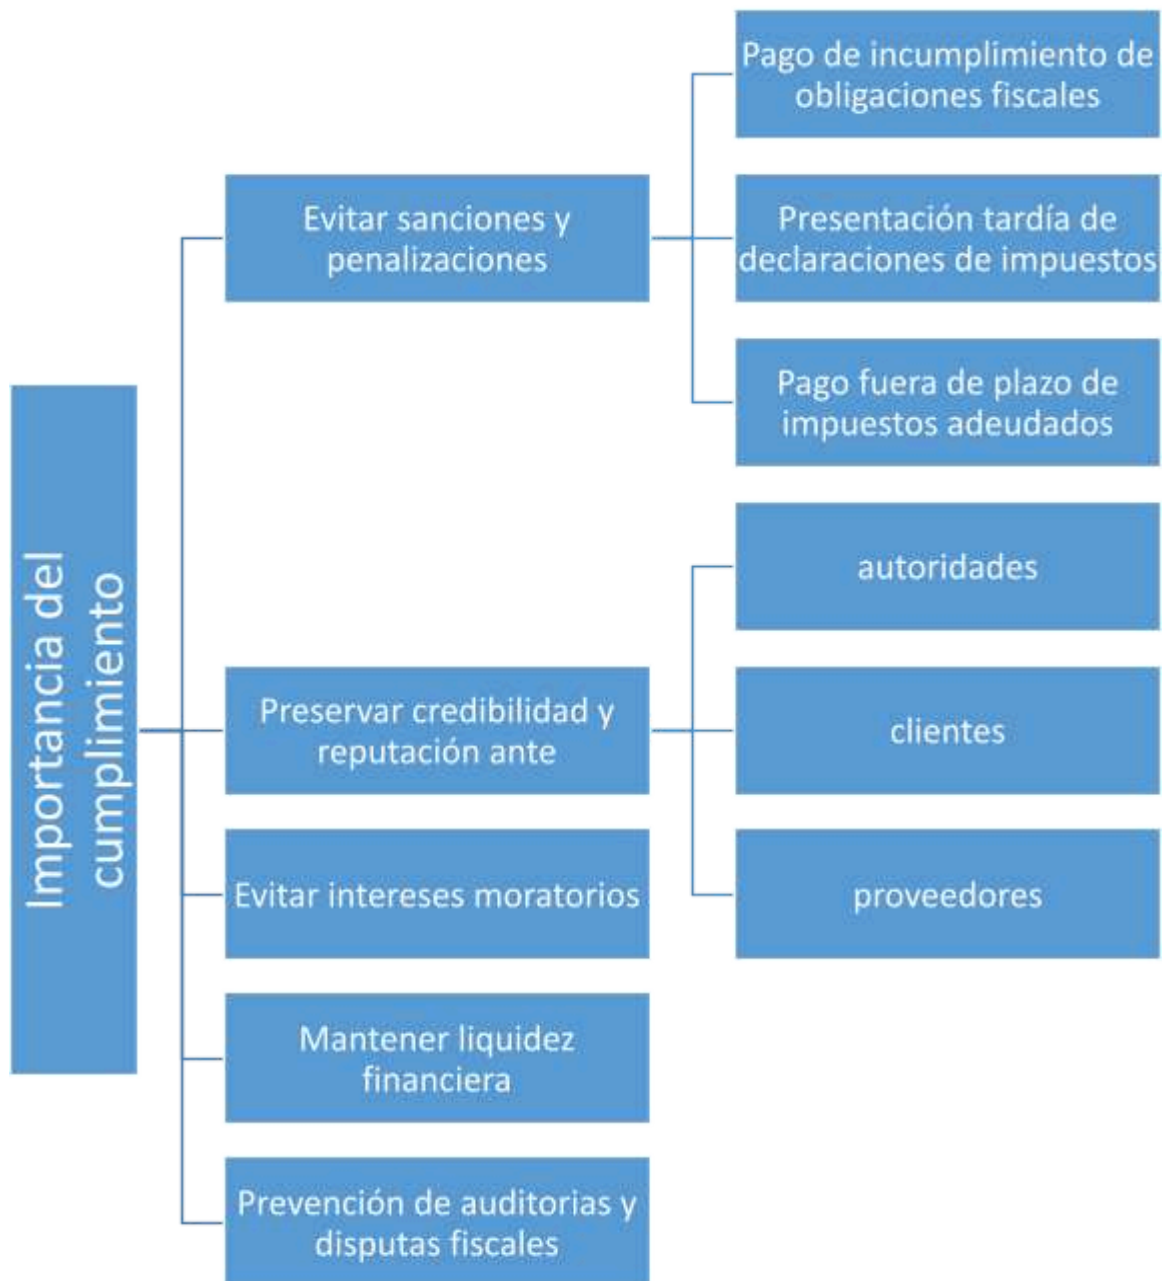 Importancia del
cumplimiento
Evitar sanciones y
penalizaciones
Pago de incumplimiento de
obligaciones fiscales
Presentación tardía de
declaraciones de impuestos
Pago fuera de plazo de
impuestos adeudados
Preservar credibilidad y
reputación ante
autoridades
clientes
proveedores
Evitar intereses moratorios
Mantener liquidez
financiera
Prevención de auditorias y
disputas fiscales